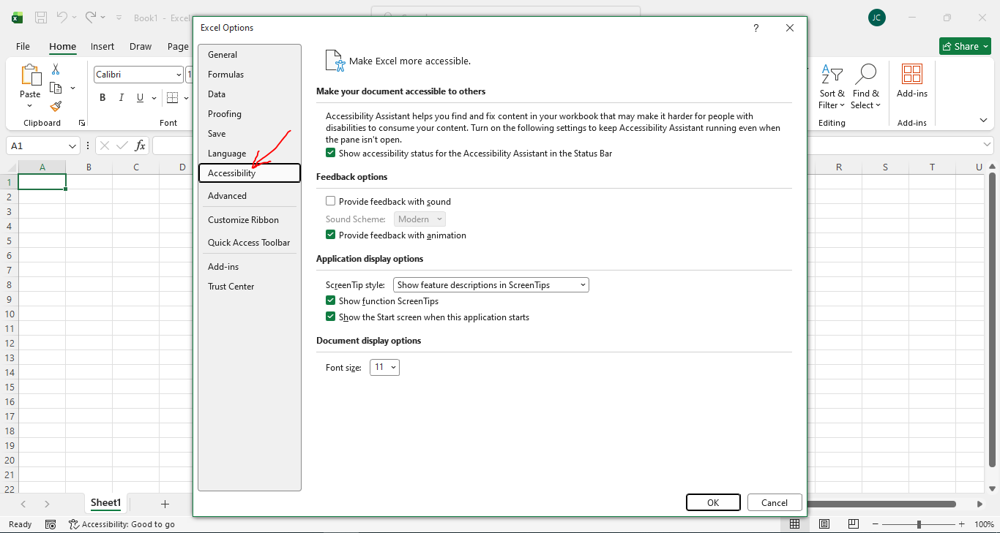 Book1 - Excel
Excel Options
?
JC
File
Home
Insert
Draw
Page
Share
Paste
Clipboard
Calibri
B
I
U
Font
Sort &
Filter
Find &
Select
Editing
Add-ins
Add-ins
A1
fx
A
B
C
D
R
S
T
U
1
2
3
4
5
6
7
8
9
10
11
12
13
14
15
16
17
18
19
20
21
22
General
Formulas
Data
Proofing
Save
Language
Accessibility
Advanced
Customize Ribbon
Quick Access Toolbar
Add-ins
Trust Center
Make Excel more accessible.
Make your document accessible to others
Accessibility Assistant helps you find and fix content in your workbook that may make it harder for people with
disabilities to consume your content. Turn on the following settings to keep Accessibility Assistant running even when
the pane isn't open.
Show accessibility status for the Accessibility Assistant in the Status Bar
Feedback options
Provide feedback with sound
Sound Scheme: Modern
Provide feedback with animation
Application display options
ScreenTip style: Show feature descriptions in ScreenTips
Show function ScreenTips
Show the Start screen when this application starts
Document display options
Font size: 11
OK
Cancel
Sheet1
Ready
Accessibility: Good to go
100%